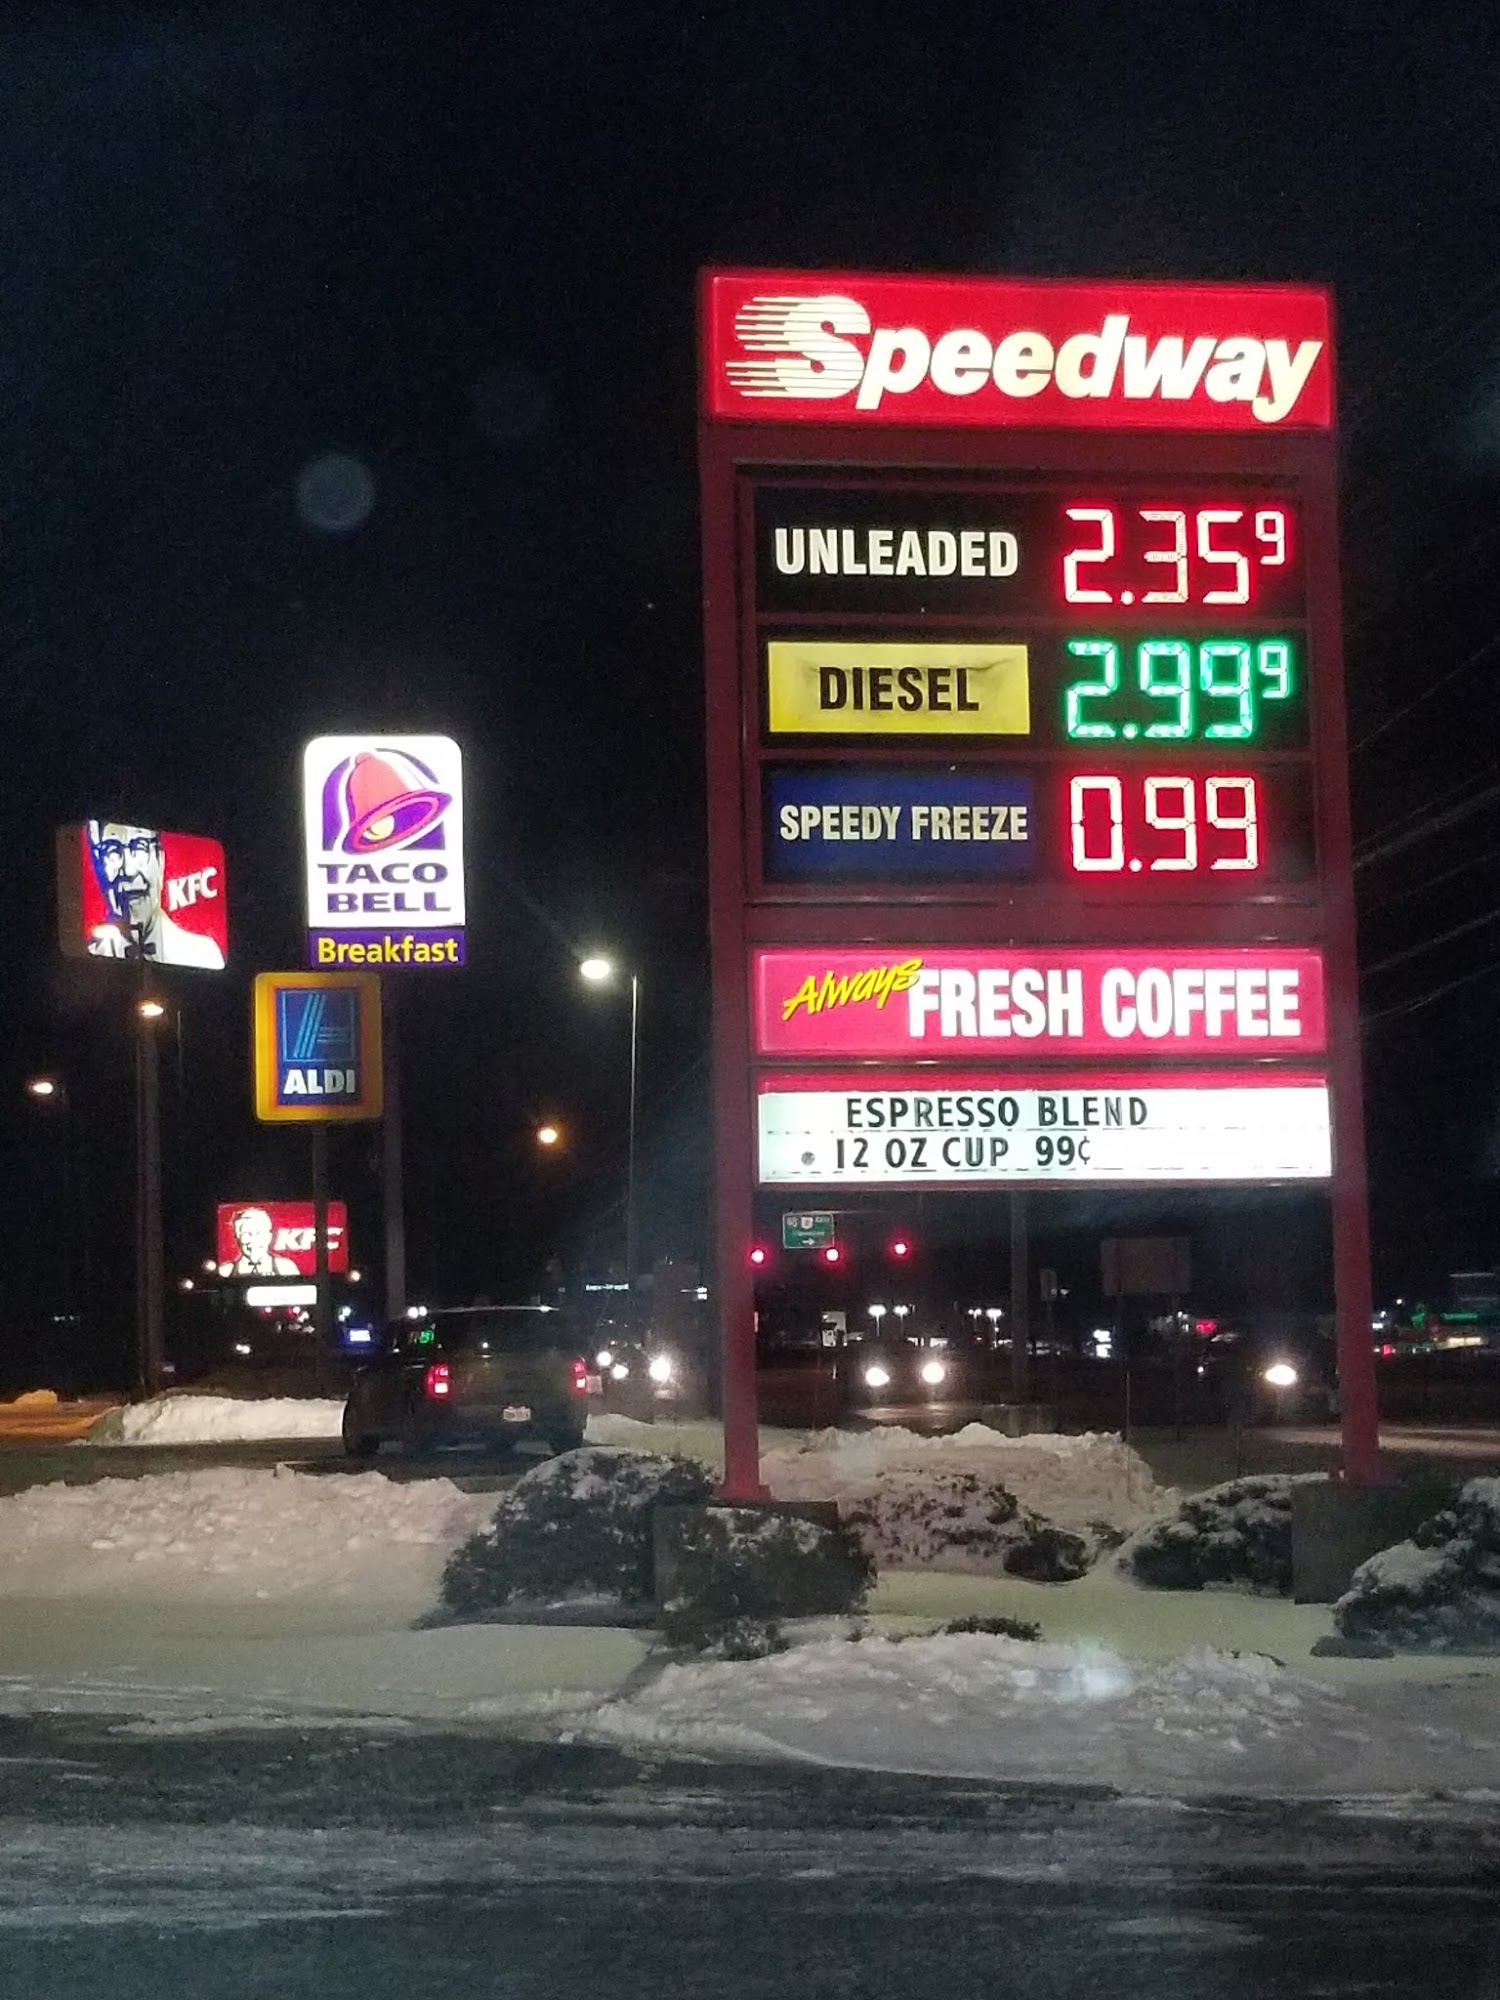 Speedway
UNLEADED 2.35 9
DIESEL 2.99 9
SPEEDY FREEZE 0.99
Always FRESH COFFEE
ESPRESSO BLEND
12 OZ CUP 99¢
KFC
TACO
BELL
Breakfast
ALDI
KFC